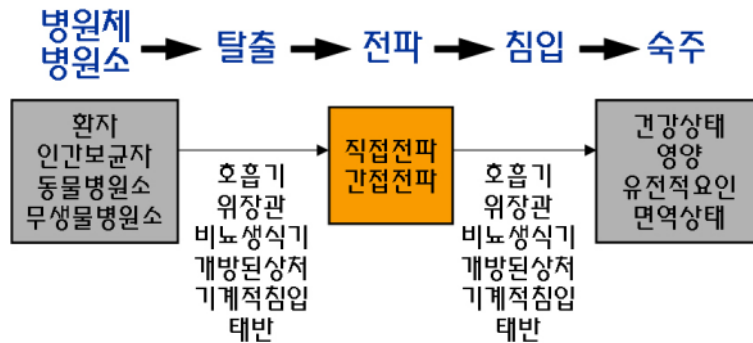 병원체
병원소
탈출
전파
침입
숙주
환자
인간보균자
동물병원소
무생물병원소
호흡기
위장관
비뇨생식기
개방된상처
기계적침입
태반
직접전파
간접전파
호흡기
위장관
비뇨생식기
개방된상처
기계적침입
태반
건강상태
영양
유전적요인
면역상태